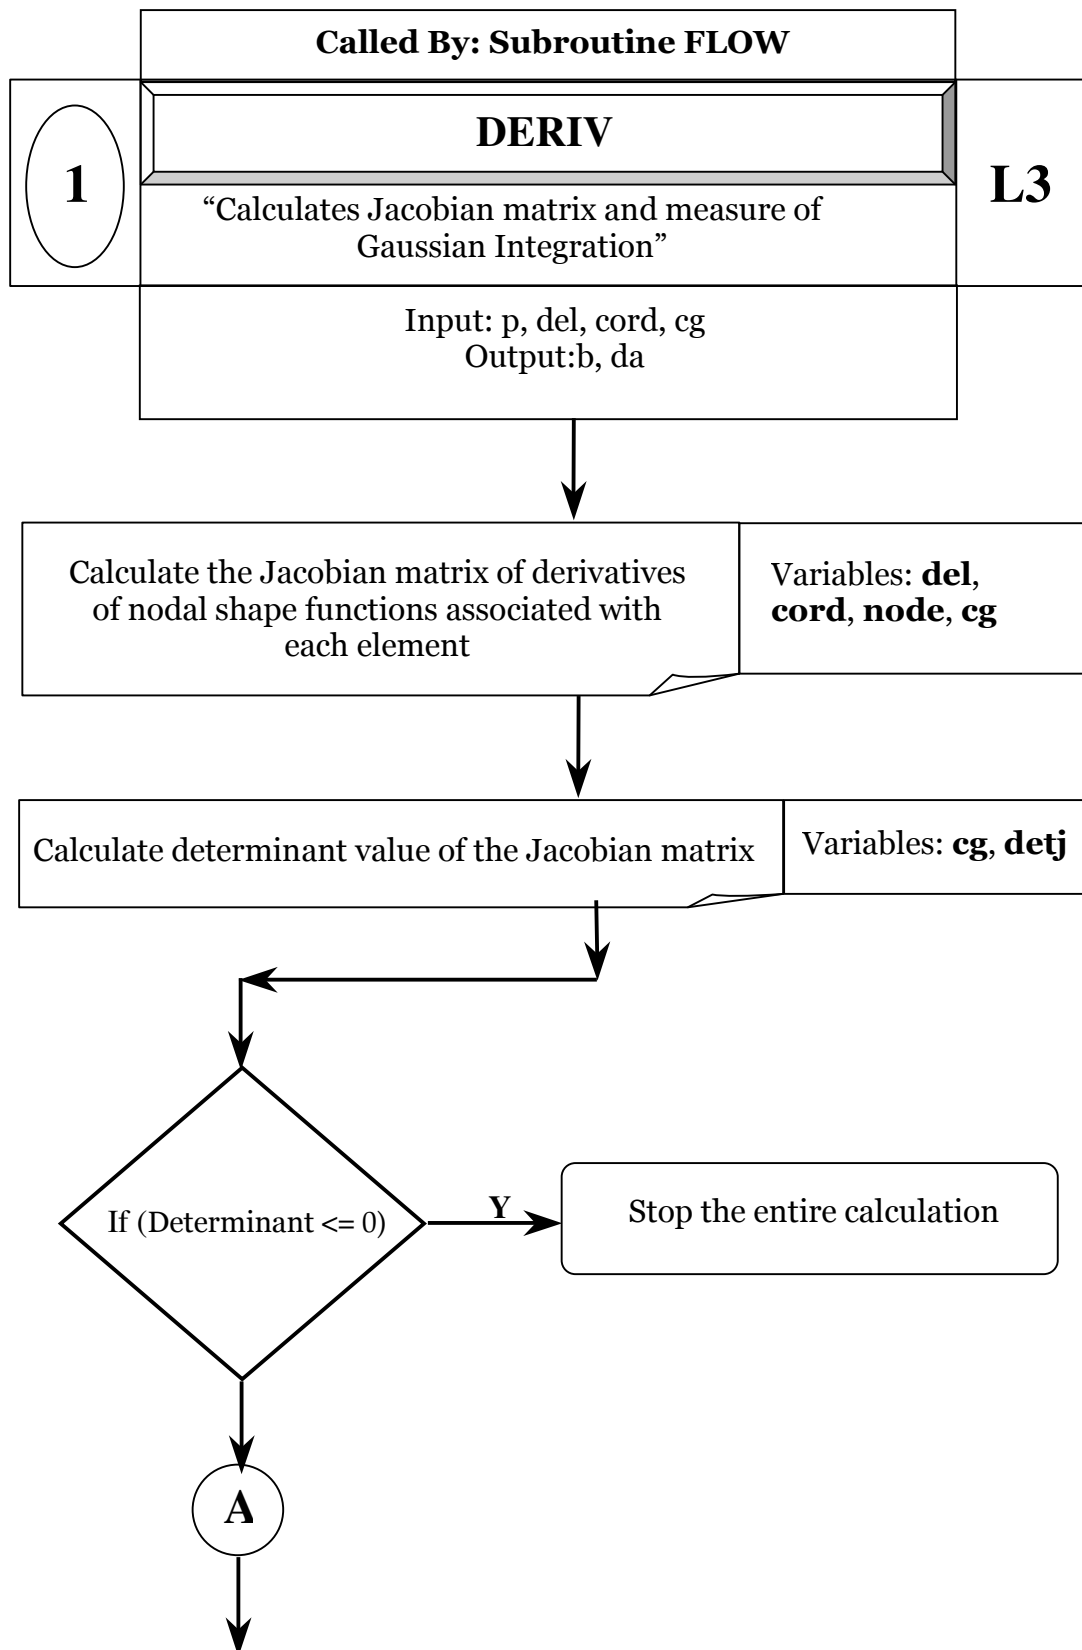 Called By: Subroutine FLOW
1
DERIV
L3
“Calculates Jacobian matrix and measure of
Gaussian Integration”
Input: p, del, cord, cg
Output:b, da
Calculate the Jacobian matrix of derivatives
of nodal shape functions associated with
each element
Variables: del,
cord, node, cg
Calculate determinant value of the Jacobian matrix
Variables: cg, detj
If (Determinant <= 0)
Y
Stop the entire calculation
A